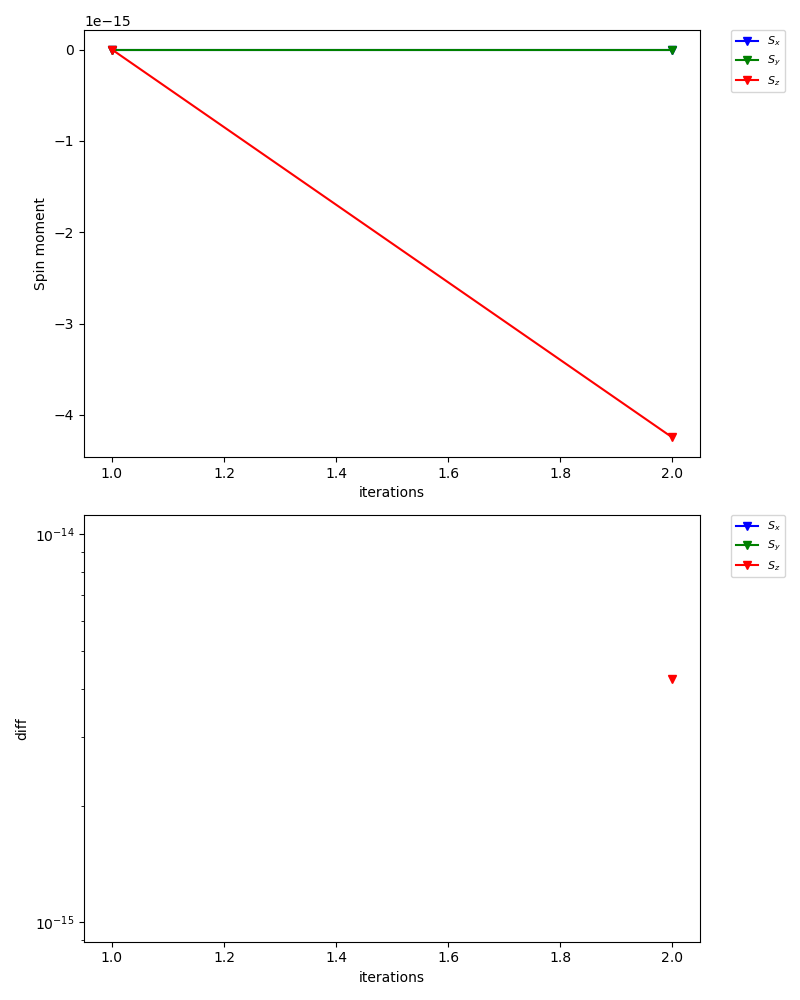 1e−15
0
−1
−2
−3
−4
Spin moment
1.0 1.2 1.4 1.6 1.8 2.0
iterations
S_x
S_y
S_z
10^{−14}
10^{−15}
diff
1.0 1.2 1.4 1.6 1.8 2.0
iterations
S_x
S_y
S_z